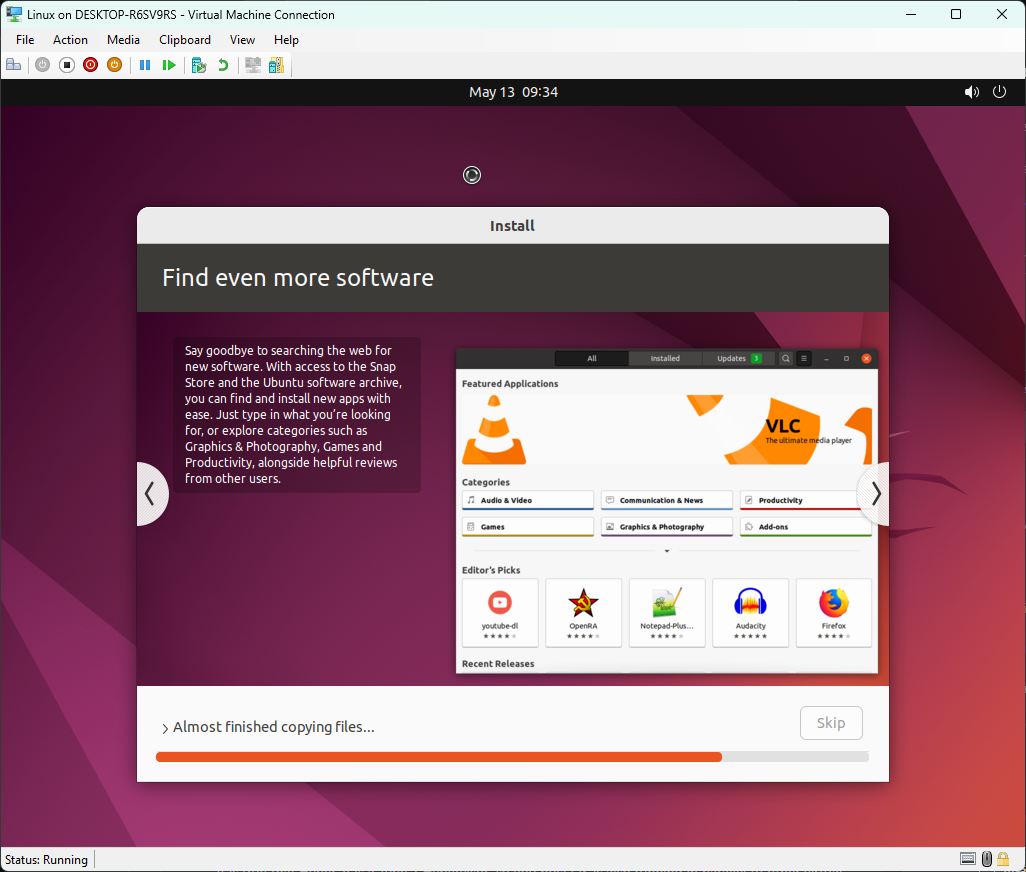 Linux on DESKTOP-R6SV9RS - Virtual Machine Connection
File Action Media Clipboard View Help
May 13 09:34
Install
Find even more software
Say goodbye to searching the web for
new software. With access to the Snap
Store and the Ubuntu software archive,
you can find and install new apps with
ease. Just type in what you’re looking
for, or explore categories such as
Graphics & Photography, Games and
Productivity, alongside helpful reviews
from other users.
All Installed Updates 3
Featured Applications
VLC
The ultimate media player
Categories
Audio & Video Communication & News Productivity
Games Graphics & Photography Add-ons
Editor’s Picks
youtube-dl OpenRA Notepad-Plus... Audacity Firefox
Recent Releases
Almost finished copying files...
Skip
Status: Running